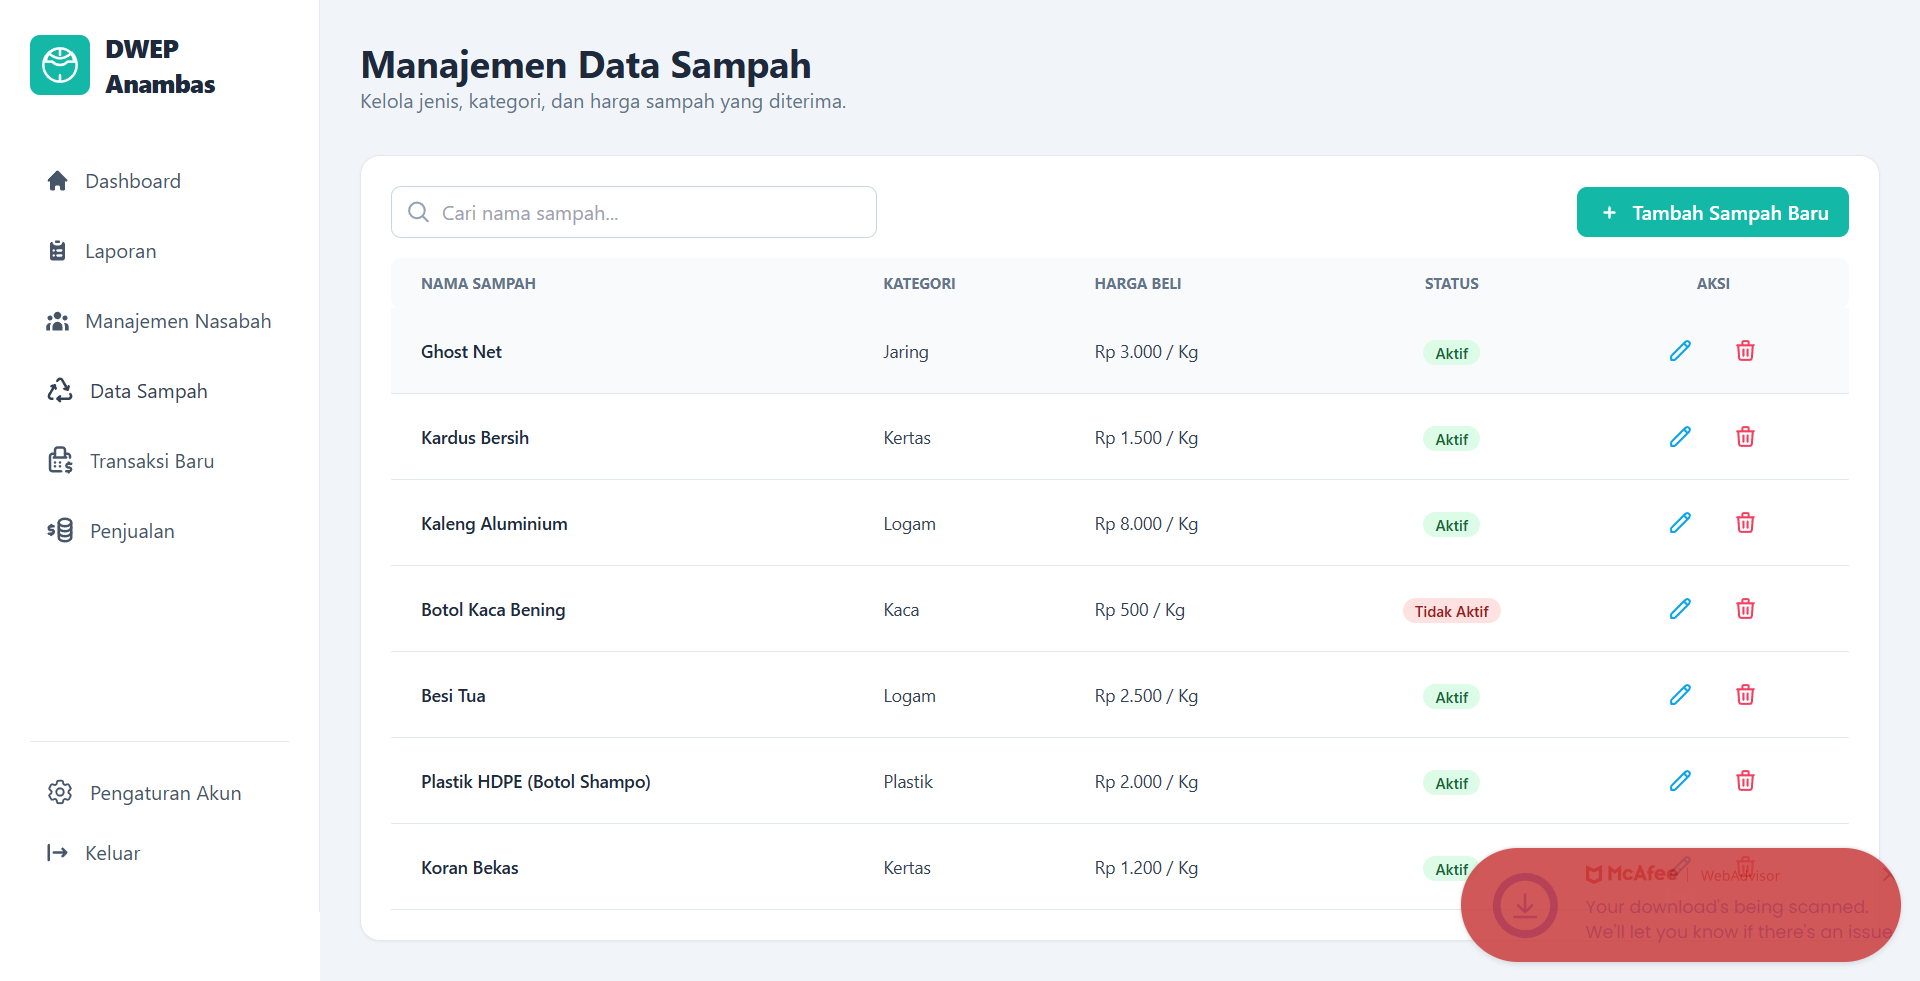 DWEP
Anambas
Dashboard
Laporan
Manajemen Nasabah
Data Sampah
Transaksi Baru
Penjualan
Pengaturan Akun
Keluar
Manajemen Data Sampah
Kelola jenis, kategori, dan harga sampah yang diterima.
Cari nama sampah...
+ Tambah Sampah Baru
NAMA SAMPAH KATEGORI HARGA BELI STATUS AKSI
Ghost Net Jaring Rp 3.000 / Kg Aktif
Kardus Bersih Kertas Rp 1.500 / Kg Aktif
Kaleng Aluminium Logam Rp 8.000 / Kg Aktif
Botol Kaca Bening Kaca Rp 500 / Kg Tidak Aktif
Besi Tua Logam Rp 2.500 / Kg Aktif
Plastik HDPE (Botol Shampo) Plastik Rp 2.000 / Kg Aktif
Koran Bekas Kertas Rp 1.200 / Kg Aktif
McAfee | WebAdvisor
Your download's being scanned.
We'll let you know if there's an issue